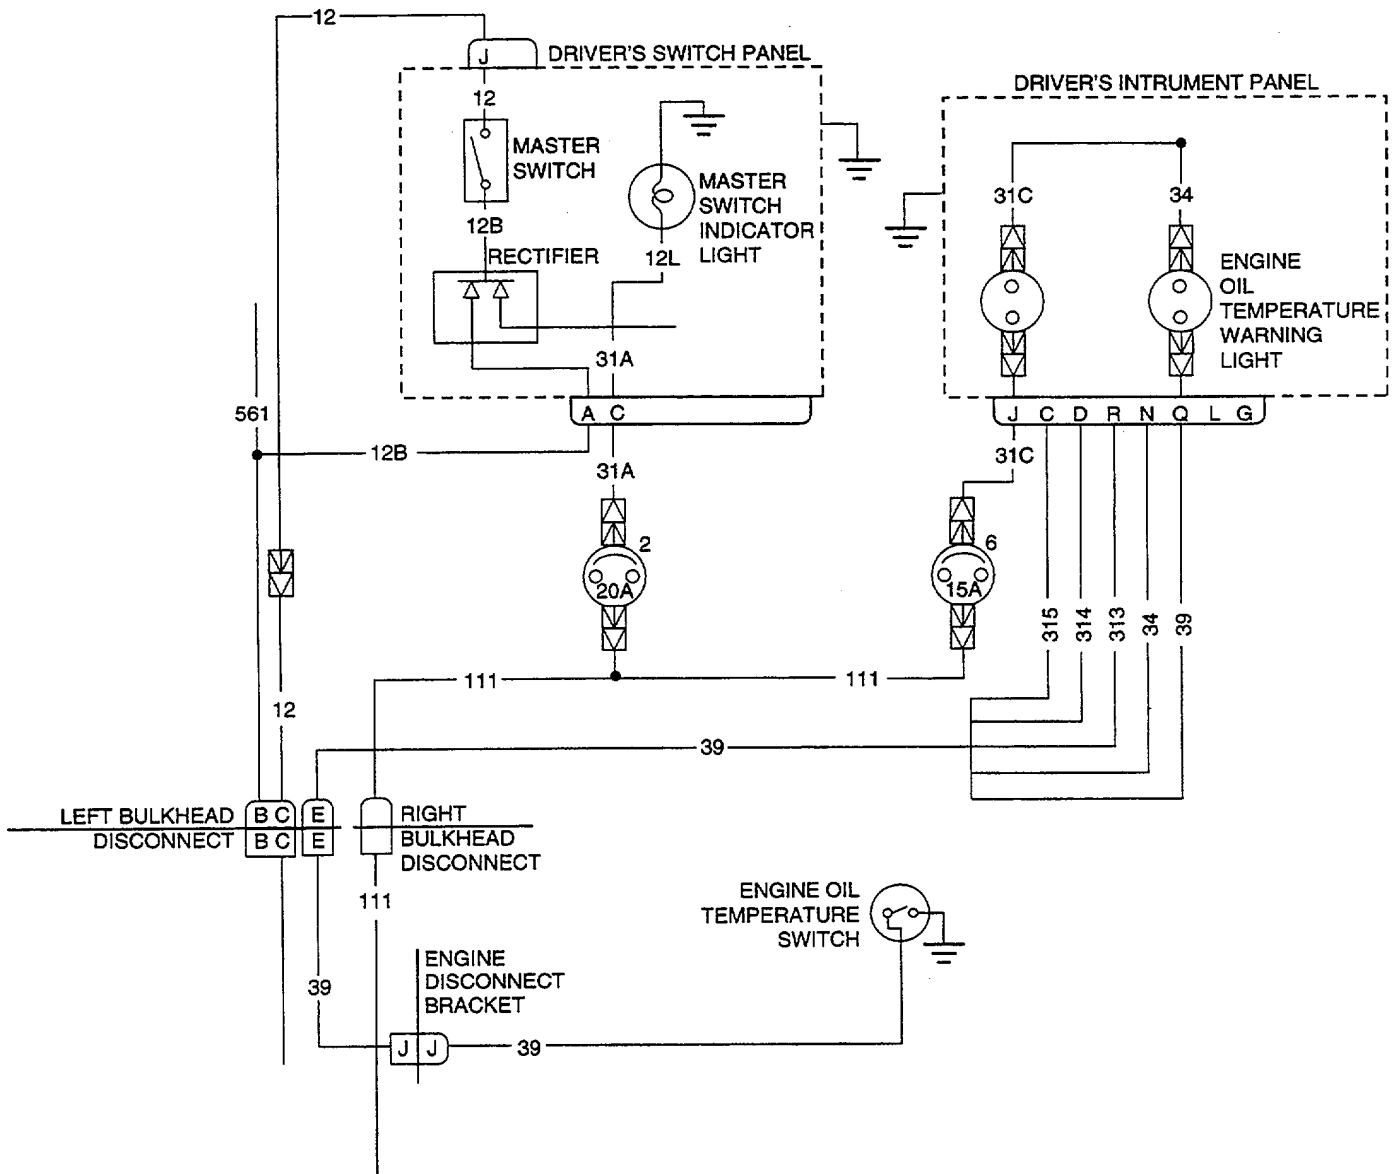 12
J
DRIVER'S SWITCH PANEL
DRIVER'S INTRUMENT PANEL
12
MASTER
SWITCH
12B
RECTIFIER
MASTER
SWITCH
INDICATOR
LIGHT
12L
31A
31C
34
ENGINE
OIL
TEMPERATURE
WARNING
LIGHT
561
A C
J C D R N Q L G
12B
31A
31C
2
20A
6
15A
315
314
313
34
39
111
111
12
39
LEFT BULKHEAD
DISCONNECT
B C
E
B C
E
RIGHT
BULKHEAD
DISCONNECT
111
ENGINE OIL
TEMPERATURE
SWITCH
39
ENGINE
DISCONNECT
BRACKET
J J
39